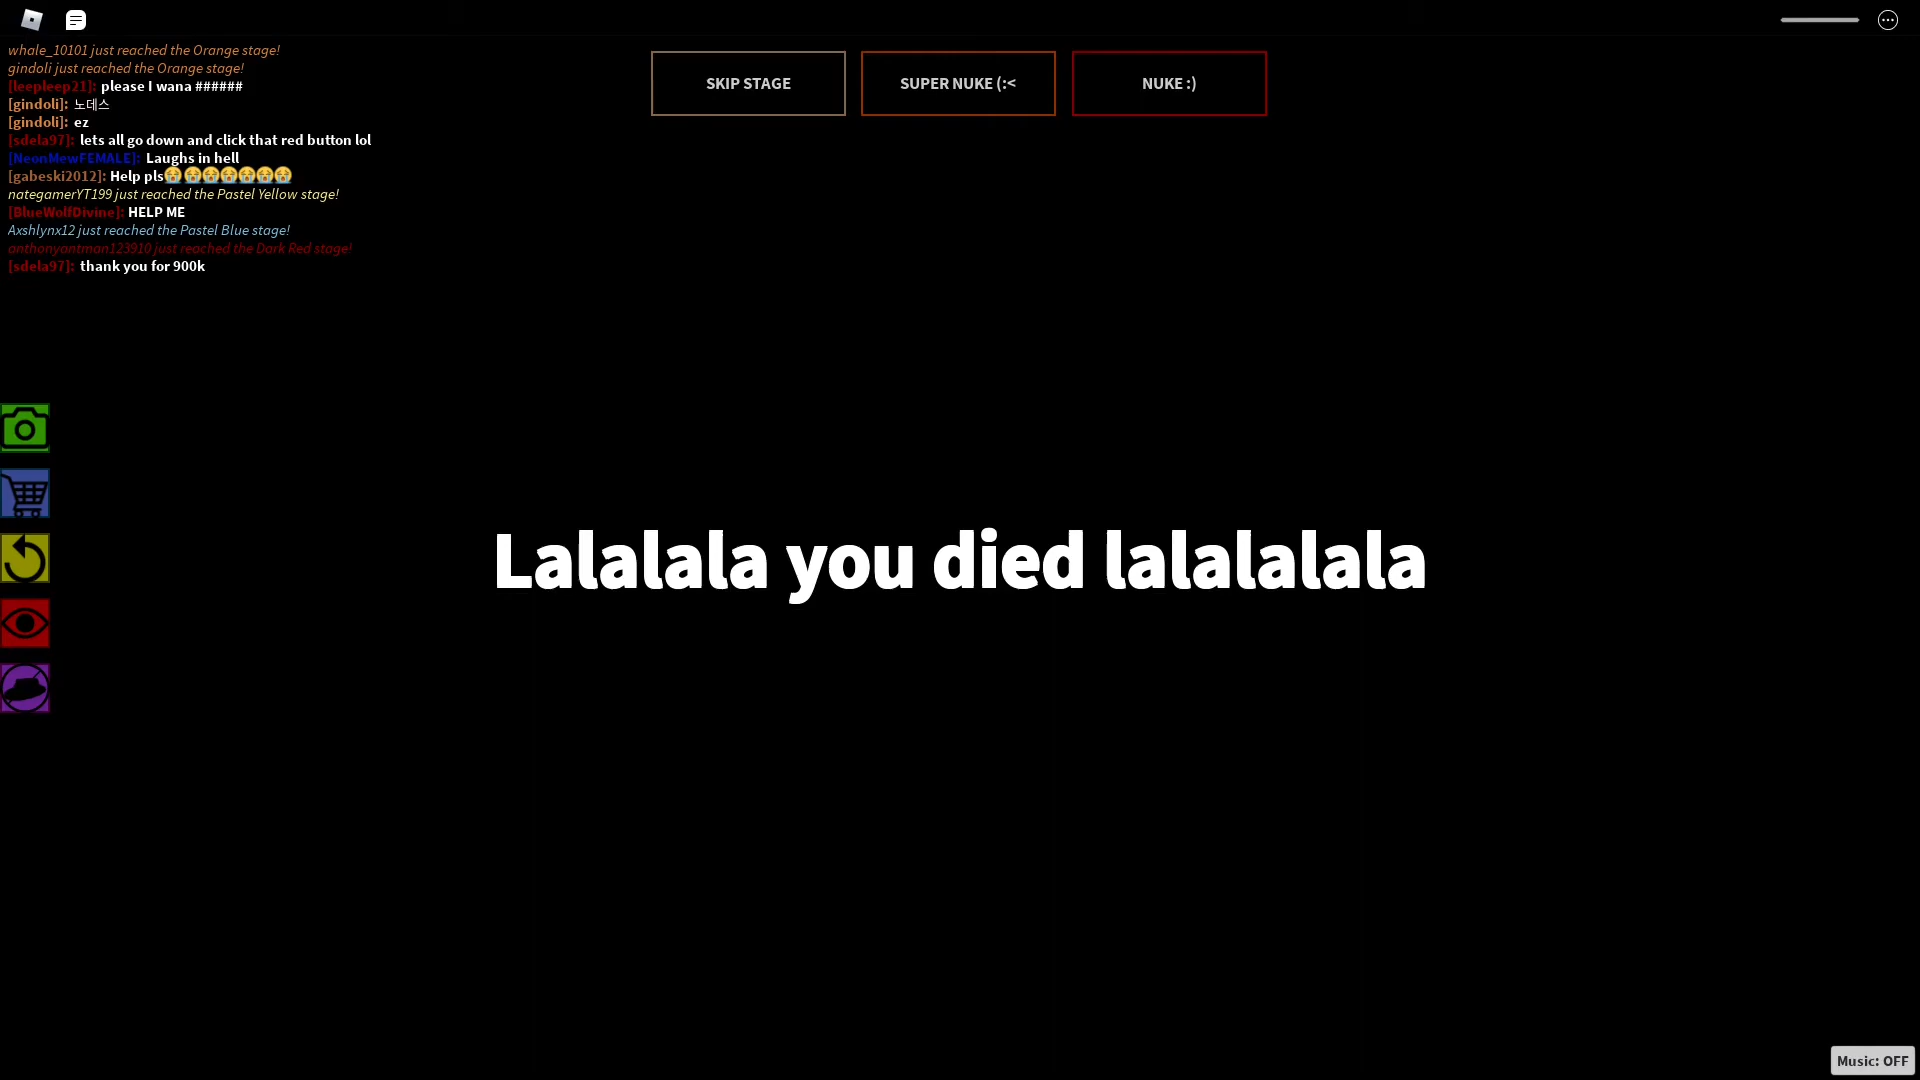 whale_10101 just reached the Orange stage!
gindoli just reached the Orange stage!
[leepleep21]: please I wana ######
[gindoli]: 노데스
[gindoli]: ez
[sdela97]: lets all go down and click that red button lol
[NeonMewFEMALE]: Laughs in hell
[gabeski2012]: Help pls😭😭😭😭😭😭😭
nategamerYT199 just reached the Pastel Yellow stage!
[BlueWolfDivine]: HELP ME
Axshlynx12 just reached the Pastel Blue stage!
anthonyantman123910 just reached the Dark Red stage!
[sdela97]: thank you for 900k
SKIP STAGE
SUPER NUKE (:<
NUKE :)
Lalalala you died lalalalala
Music: OFF